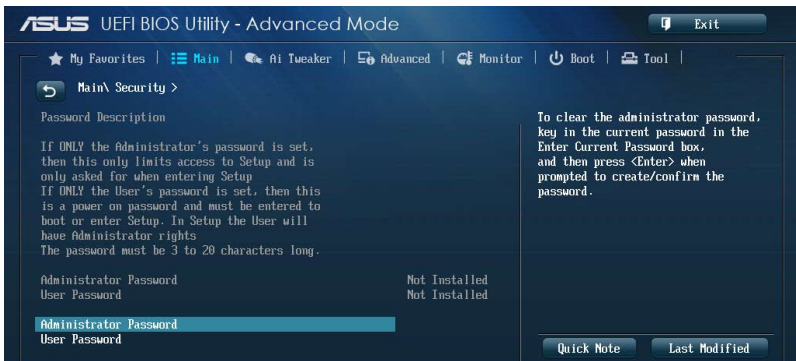 ASUS UEFI BIOS Utility - Advanced Mode
Exit
My Favorites | Main | Ai Tweaker | Advanced | Monitor | Boot | Tool |
Main\ Security >
Password Description
If ONLY the Administrator's password is set,
then this only limits access to Setup and is
only asked for when entering Setup
If ONLY the User's password is set, then this
is a power on password and must be entered to
boot or enter Setup. In Setup the User will
have Administrator rights
The password must be 3 to 20 characters long.
Administrator Password Not Installed
User Password Not Installed
Administrator Password
User Password
To clear the administrator password,
key in the current password in the
Enter Current Password box,
and then press <Enter> when
prompted to create/confirm the
password.
Quick Note
Last Modified